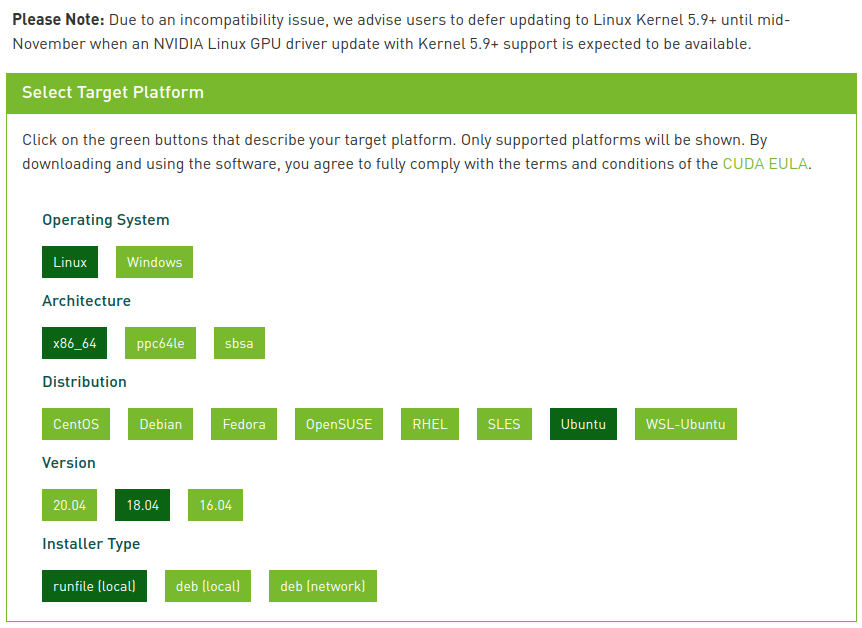 Please Note: Due to an incompatibility issue, we advise users to defer updating to Linux Kernel 5.9+ until mid-
November when an NVIDIA Linux GPU driver update with Kernel 5.9+ support is expected to be available.
Select Target Platform
Click on the green buttons that describe your target platform. Only supported platforms will be shown. By
downloading and using the software, you agree to fully comply with the terms and conditions of the CUDA EULA.
Operating System
Linux Windows
Architecture
x86_64 ppc64le sbsa
Distribution
CentOS Debian Fedora OpenSUSE RHEL SLES Ubuntu WSL-Ubuntu
Version
20.04 18.04 16.04
Installer Type
runfile (local) deb (local) deb (network)